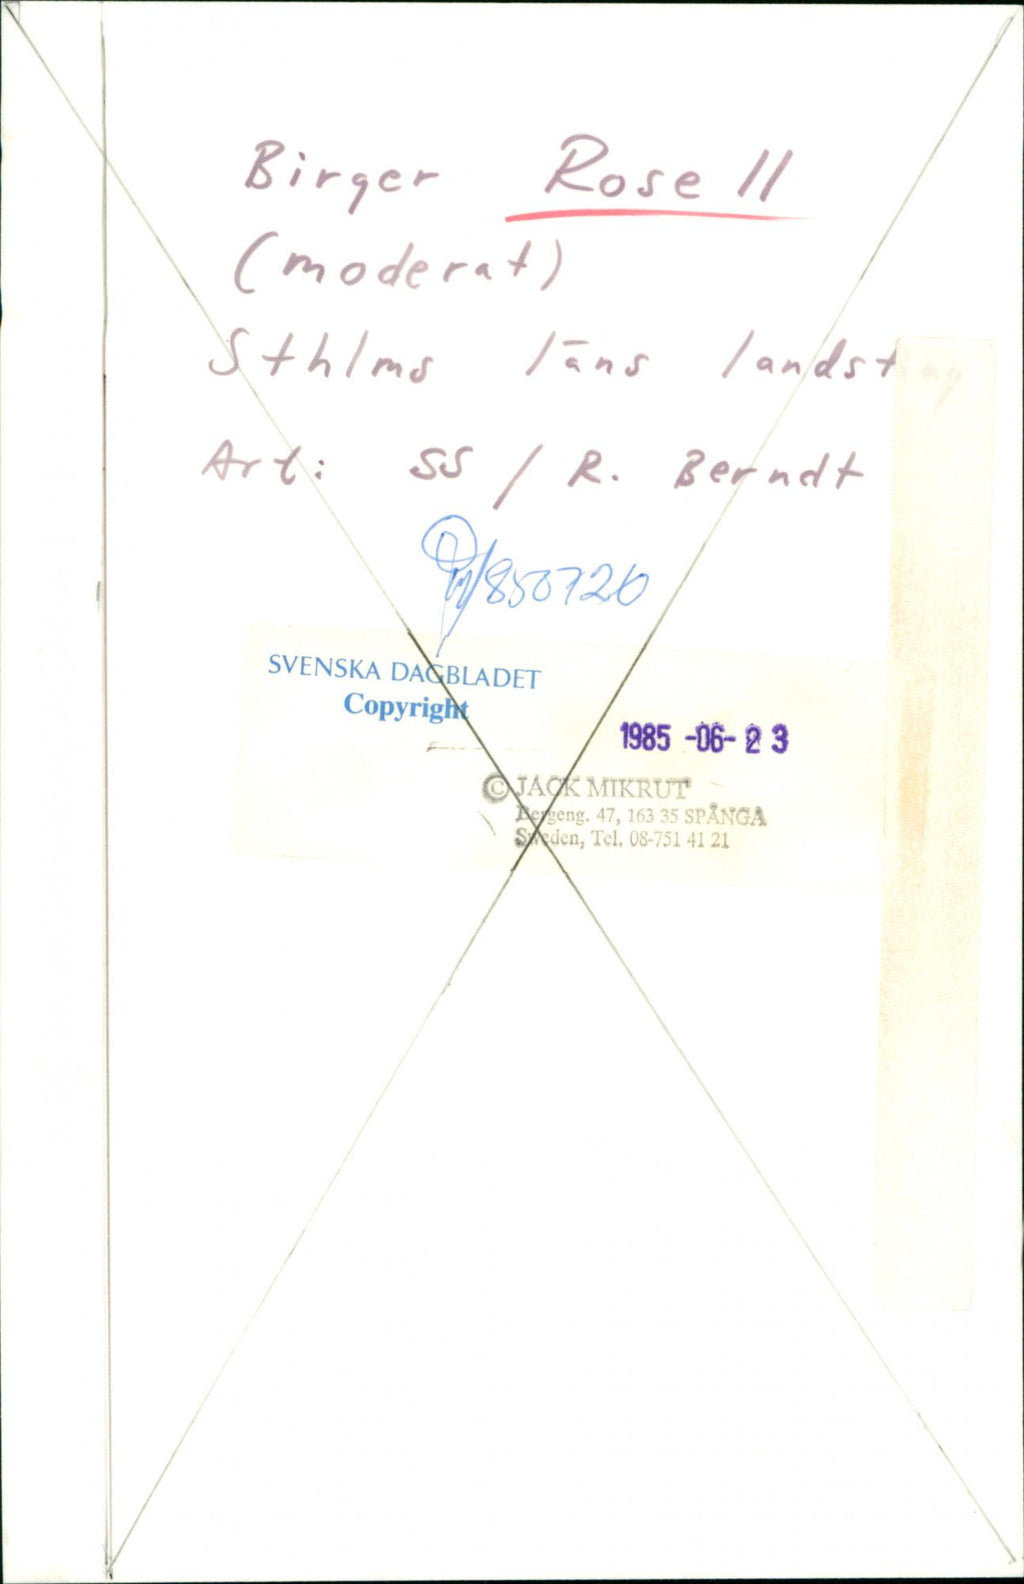 Birger Rosell
(moderat)
Sthlms läns landsting
Art: SS / R. Berndt
850720
SVENSKA DAGBLADET
Copyright
1985 -06- 23
© JACK MIKRUT
Bergeng. 47, 163 35 SPÅNGA
Sweden, Tel. 08-751 41 21